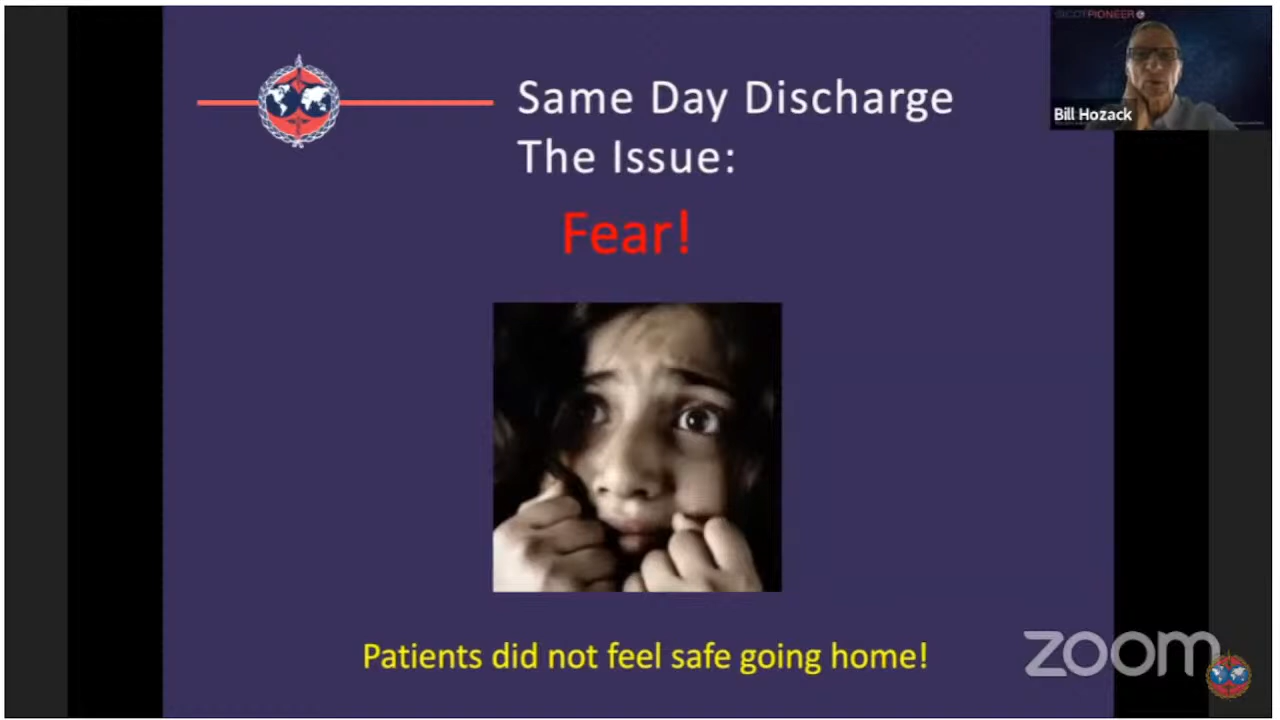 Same Day Discharge
The Issue:
Fear!
Patients did not feel safe going home!
Bill Hozack
zoom